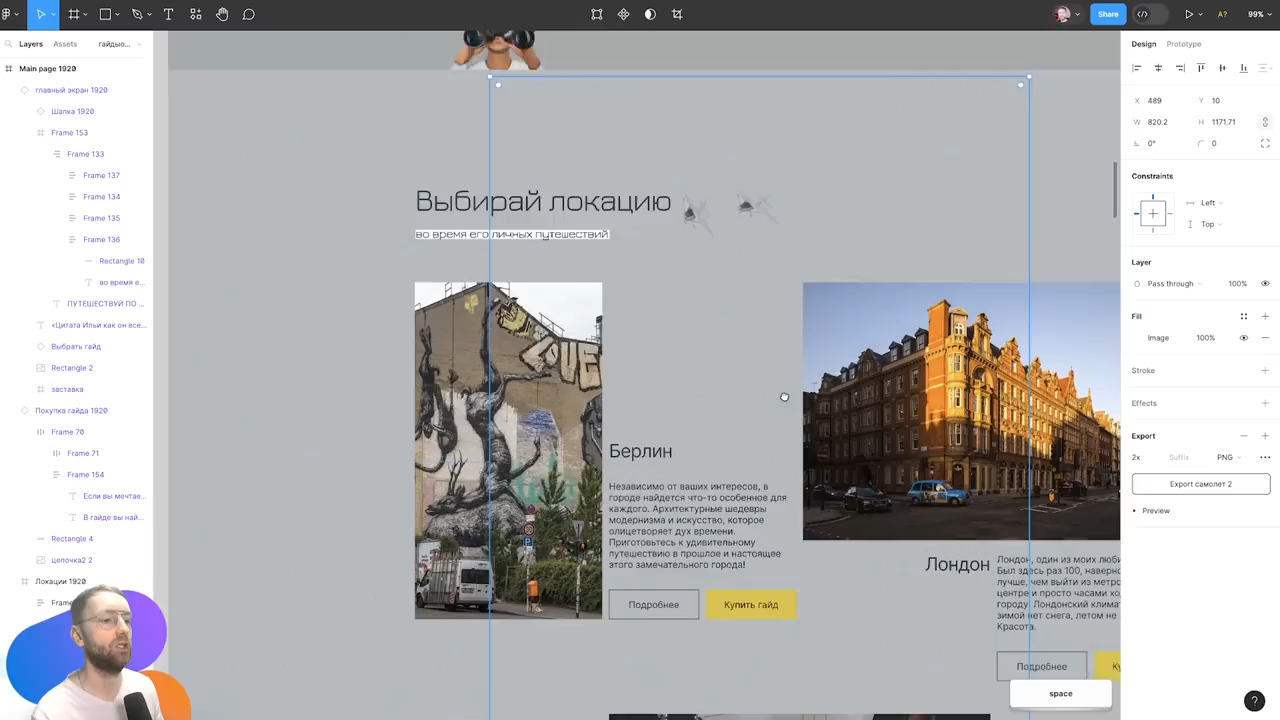 Share
A?
99%
Layers
Assets
гайдыо...
Main page 1920
главный экран 1920
Шапка 1920
Frame 153
Frame 133
Frame 137
Frame 134
Frame 135
Frame 136
Rectangle 10
во время е...
ПУТЕШЕСТВУЙ ПО ...
«Цитата Ильи как он все...
Выбрать гайд
Rectangle 2
заставка
Покупка гайда 1920
Frame 70
Frame 71
Frame 154
Если вы мечтае...
В гайде вы най...
Rectangle 4
цепочка2 2
Локации 1920
Выбирай локацию
во время его личных путешествий
Берлин
Независимо от ваших интересов, в
городе найдется что-то особенное для
каждого. Архитектурные шедевры
модернизма и искусство, которое
олицетворяет дух времени.
Приготовьтесь к удивительному
путешествию в прошлое и настоящее
этого замечательного города!
Подробнее
Купить гайд
Лондон
Лондон, один из моих люби
Был здесь раз 100, наверно
лучше, чем выйти из метро
центре и просто часами хо
городу. Лондонский климат
зимой нет снега, летом не
Красота.
Подробнее
Ку
space
Design
Prototype
X 489
Y 10
W 820.2
H 1171.71
0°
0
Constraints
Left
Top
Layer
Pass through
100%
Fill
Image
100%
Stroke
Effects
Export
2x
Suffix
PNG
Export самолет 2
Preview
?